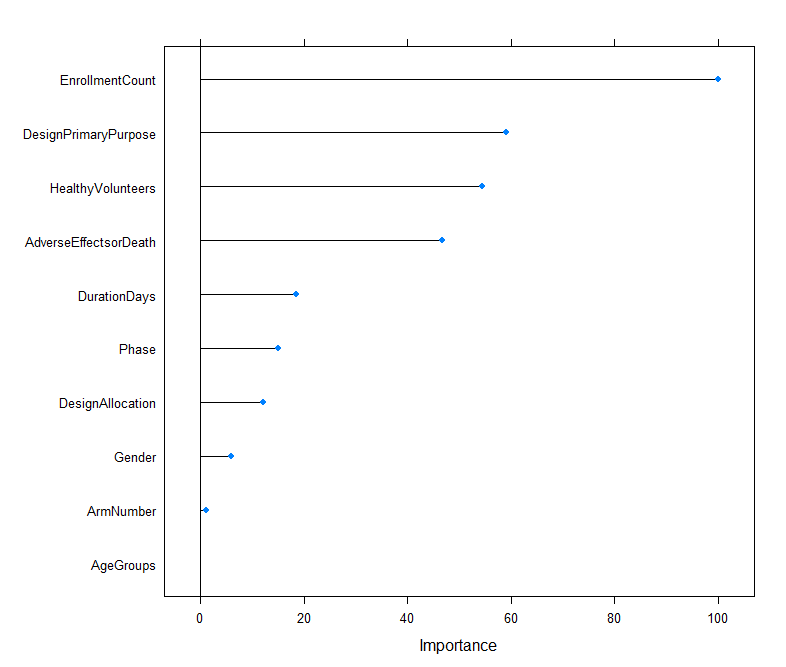 EnrollmentCount
DesignPrimaryPurpose
HealthyVolunteers
AdverseEffectsorDeath
DurationDays
Phase
DesignAllocation
Gender
ArmNumber
AgeGroups
0 20 40 60 80 100
Importance